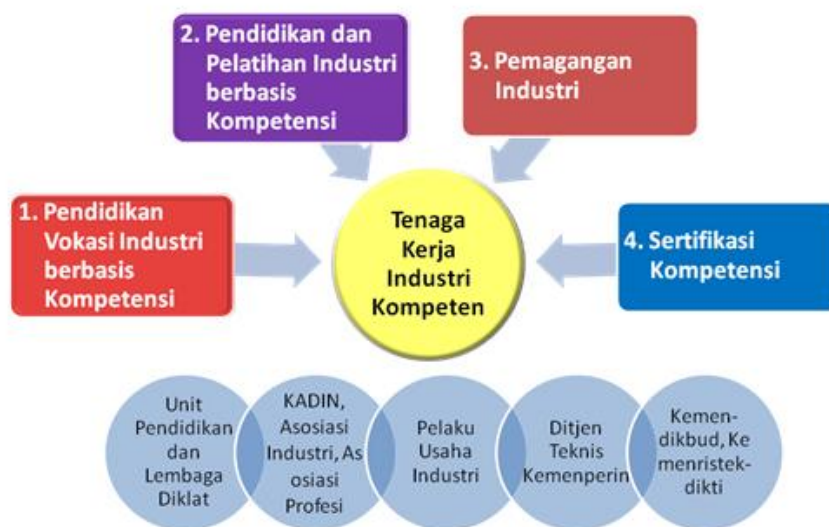 1. Pendidikan
Vokasi Industri
berbasis
Kompetensi
2. Pendidikan dan
Pelatihan Industri
berbasis
Kompetensi
3. Pemagangan
Industri
4. Sertifikasi
Kompetensi
Tenaga
Kerja
Industri
Kompeten
Unit
Pendidikan
dan
Lembaga
Diklat
KADIN,
Asosiasi
Industri, As
osiasi
Profesi
Pelaku
Usaha
Industri
Ditjen
Teknis
Kemenperin
Kemen-
dikbud, Ke
menristek-
dikti